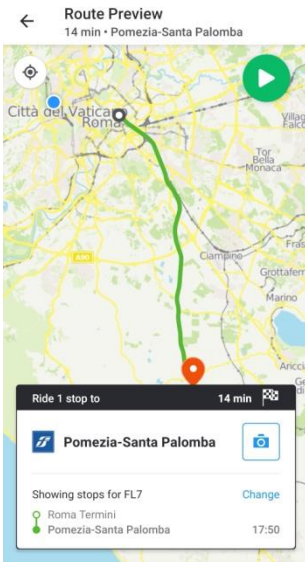 Route Preview
14 min • Pomezia-Santa Palomba
Città del Vaticano
Roma
Tor
Bella
Monaca
A90
Ciampino
Marino
Ride 1 stop to
14 min
Pomezia-Santa Palomba
Showing stops for FL7
Change
Roma Termini
Pomezia-Santa Palomba
17:50